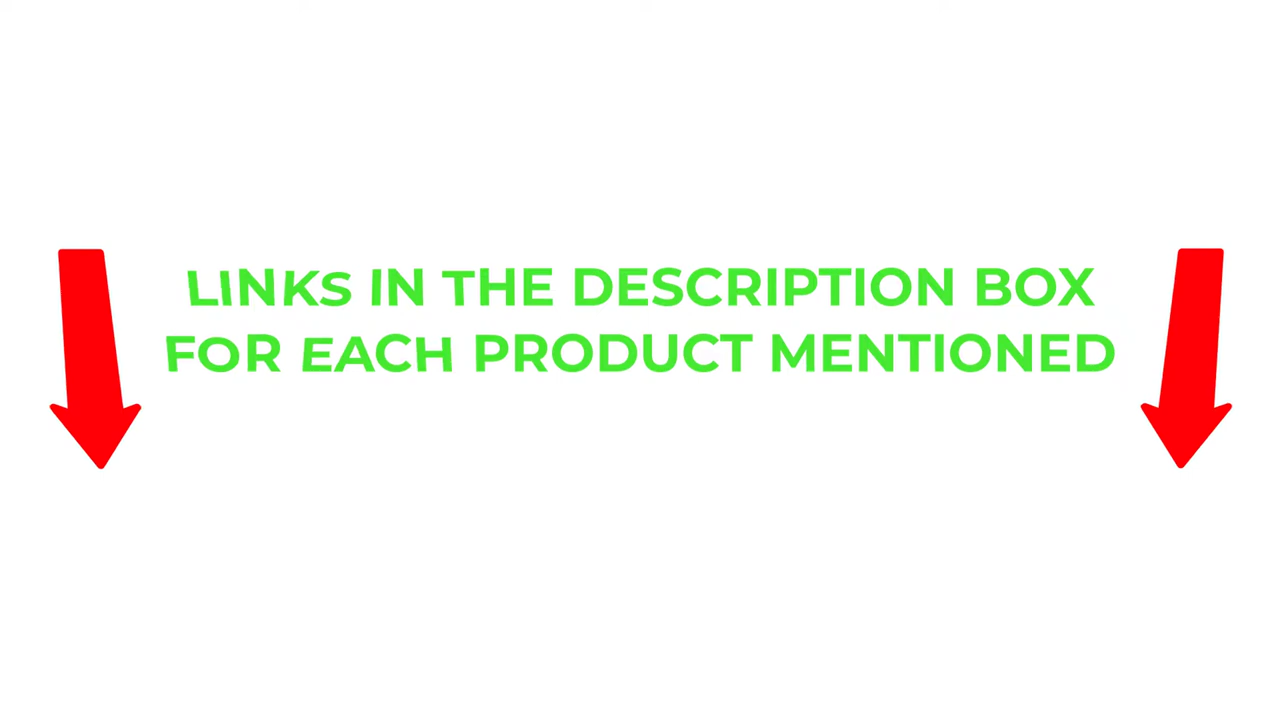 LINKS IN THE DESCRIPTION BOX
FOR EACH PRODUCT MENTIONED